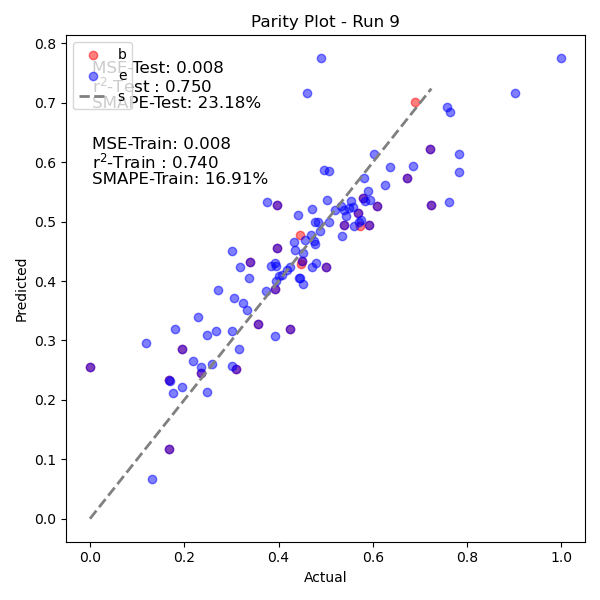 Parity Plot - Run 9
b
e
s
MSE-Test: 0.008
r²-Test : 0.750
SMAPE-Test: 23.18%
MSE-Train: 0.008
r²-Train : 0.740
SMAPE-Train: 16.91%
0.8
0.7
0.6
0.5
0.4
0.3
0.2
0.1
0.0
Predicted
0.0 0.2 0.4 0.6 0.8 1.0
Actual